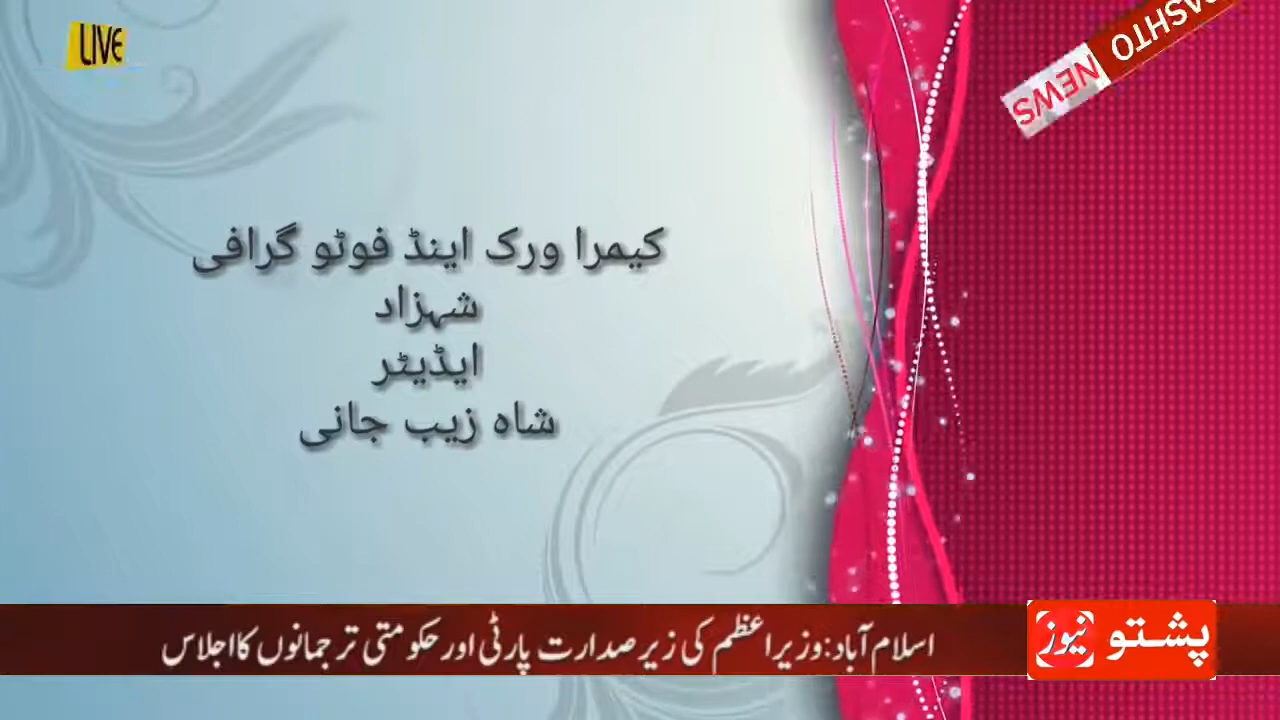 LIVE
PASHTO
NEWS
کیمرا ورک اینڈ فوٹو گرافی
شہزاد
ایڈیٹر
شاہ زیب جانی
اسلام آباد:وزیراعظم کی زیر صدارت پارٹی اور حکومتی ترجمانوں کا اجلاس
پشتو نیوز